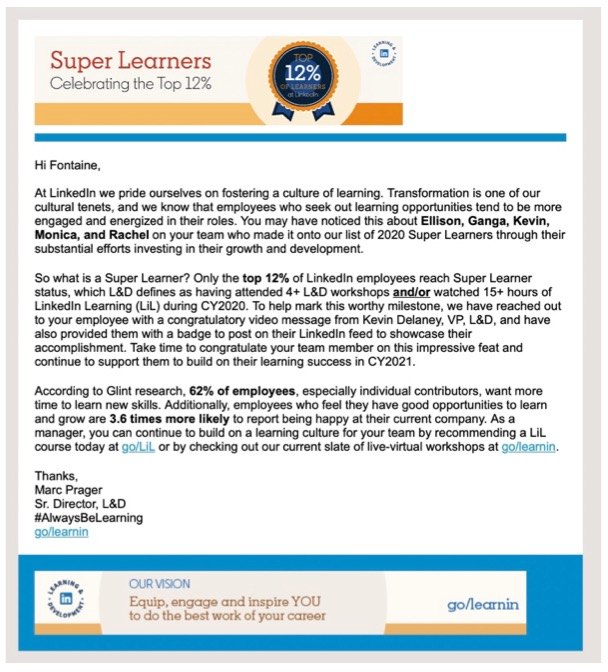 Super Learners
Celebrating the Top 12%
TOP
12%
OF LEARNERS
at LinkedIn
LEARNING &
in
DEVELOPMENT
Hi Fontaine,
At LinkedIn we pride ourselves on fostering a culture of learning. Transformation is one of our
cultural tenets, and we know that employees who seek out learning opportunities tend to be more
engaged and energized in their roles. You may have noticed this about Ellison, Ganga, Kevin,
Monica, and Rachel on your team who made it onto our list of 2020 Super Learners through their
substantial efforts investing in their growth and development.
So what is a Super Learner? Only the top 12% of LinkedIn employees reach Super Learner
status, which L&D defines as having attended 4+ L&D workshops and/or watched 15+ hours of
LinkedIn Learning (LiL) during CY2020. To help mark this worthy milestone, we have reached out
to your employee with a congratulatory video message from Kevin Delaney, VP, L&D, and have
also provided them with a badge to post on their LinkedIn feed to showcase their
accomplishment. Take time to congratulate your team member on this impressive feat and
continue to support them to build on their learning success in CY2021.
According to Glint research, 62% of employees, especially individual contributors, want more
time to learn new skills. Additionally, employees who feel they have good opportunities to learn
and grow are 3.6 times more likely to report being happy at their current company. As a
manager, you can continue to build on a learning culture for your team by recommending a LiL
course today at go/LiL or by checking out our current slate of live-virtual workshops at go/learnin.
Thanks,
Marc Prager
Sr. Director, L&D
#AlwaysBeLearning
go/learnin
LEARNING &
in
DEVELOPMENT
OUR VISION
Equip, engage and inspire YOU
to do the best work of your career
go/learnin